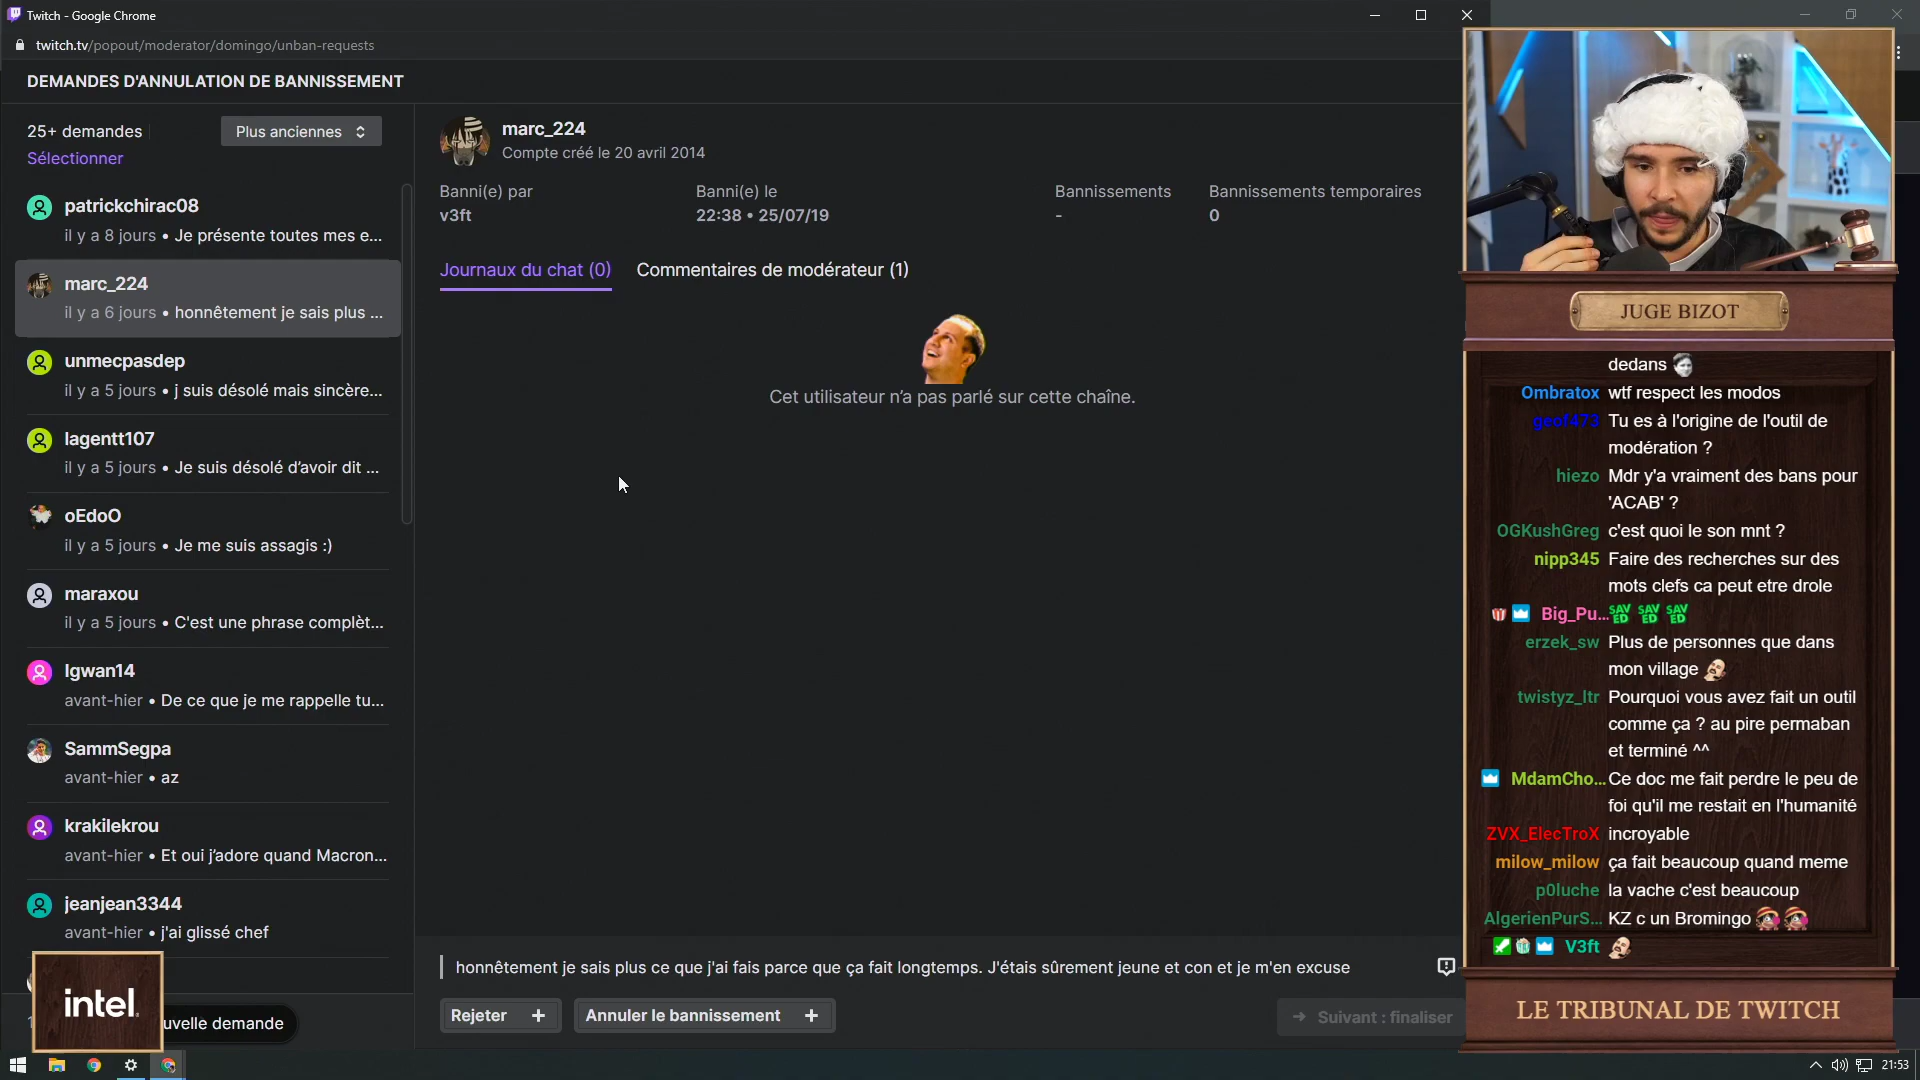 Twitch - Google Chrome
twitch.tv/popout/moderator/domingo/unban-requests
DEMANDES D'ANNULATION DE BANNISSEMENT
25+ demandes
Plus anciennes
Sélectionner
patrickchirac08
il y a 8 jours • Je présente toutes mes e...
marc_224
il y a 6 jours • honnêtement je sais plus ...
unmecpasdep
il y a 5 jours • j suis désolé mais sincère...
lagentt107
il y a 5 jours • Je suis désolé d'avoir dit ...
oEdoO
il y a 5 jours • Je me suis assagis :)
maraxou
il y a 5 jours • C'est une phrase complèt...
lgwan14
avant-hier • De ce que je me rappelle tu...
SammSegpa
avant-hier • az
krakilekrou
avant-hier • Et oui j'adore quand Macron...
jeanjean3344
avant-hier • j'ai glissé chef
intel.
uvelle demande
marc_224
Compte créé le 20 avril 2014
Banni(e) par
v3ft
Banni(e) le
22:38 • 25/07/19
Bannissements
-
Bannissements temporaires
0
Journaux du chat (0)
Commentaires de modérateur (1)
Cet utilisateur n'a pas parlé sur cette chaîne.
honnêtement je sais plus ce que j'ai fais parce que ça fait longtemps. J'étais sûrement jeune et con et je m'en excuse
Rejeter +
Annuler le bannissement +
→ Suivant : finaliser
JUGE BIZOT
dedans
Ombratox wtf respect les modos
geof473 Tu es à l'origine de l'outil de
modération ?
hiezo Mdr y'a vraiment des bans pour
'ACAB' ?
OGKushGreg c'est quoi le son mnt ?
nipp345 Faire des recherches sur des
mots clefs ca peut etre drole
Big_Pu... SAVED SAVED SAVED
erzek_sw Plus de personnes que dans
mon village
twistyz_ltr Pourquoi vous avez fait un outil
comme ça ? au pire permaban
et terminé ^^
MdamCho... Ce doc me fait perdre le peu de
foi qu'il me restait en l'humanité
ZVX_ElecTroX incroyable
milow_milow ça fait beaucoup quand meme
p0luche la vache c'est beaucoup
AlgerienPurS... KZ c un Bromingo
V3ft
LE TRIBUNAL DE TWITCH
21:53